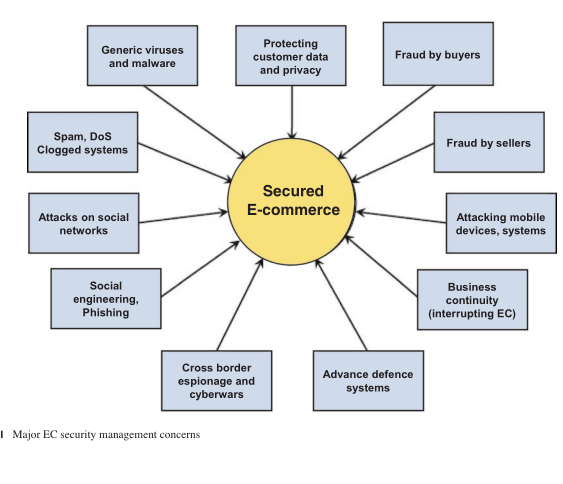 Generic viruses
and malware
Protecting
customer data
and privacy
Fraud by buyers
Spam, DoS
Clogged systems
Fraud by sellers
Secured
E-commerce
Attacks on social
networks
Attacking mobile
devices, systems
Social
engineering,
Phishing
Business
continuity
(interrupting EC)
Cross border
espionage and
cyberwars
Advance defence
systems
Major EC security management concerns